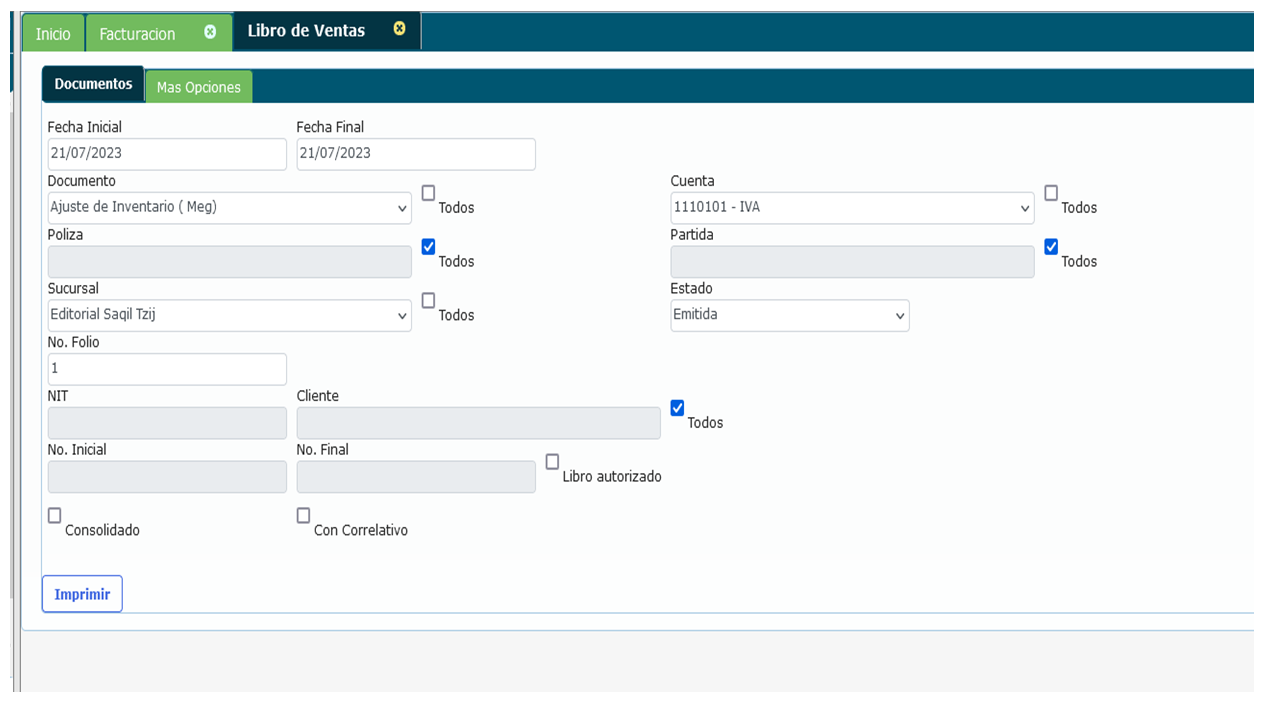 Inicio Facturacion Libro de Ventas
Documentos Mas Opciones
Fecha Inicial Fecha Final
21/07/2023 21/07/2023
Documento Cuenta
Ajuste de Inventario ( Meg) Todos 1110101 - IVA Todos
Poliza Partida
Todos Todos
Sucursal Estado
Editorial Saqil Tzij Todos Emitida
No. Folio
1
NIT Cliente
Todos
No. Inicial No. Final
Libro autorizado
Consolidado Con Correlativo
Imprimir